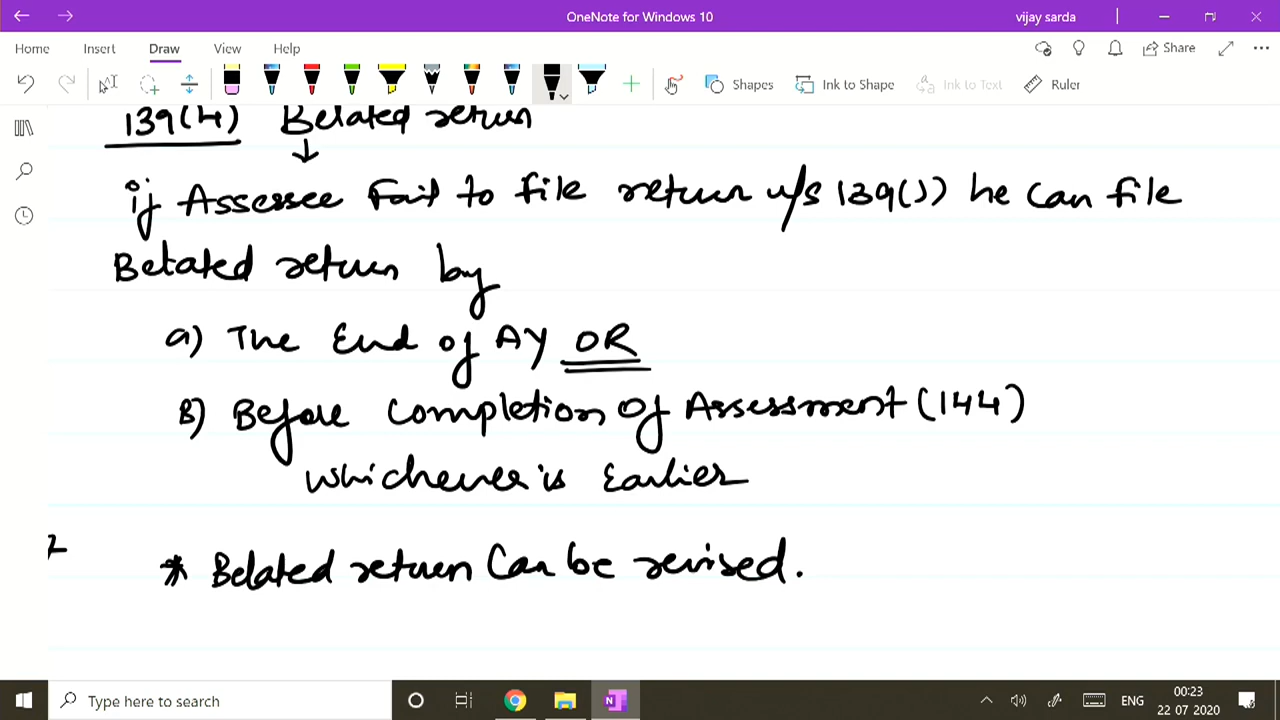 OneNote for Windows 10
vijay sarda
Home Insert Draw View Help
Share
Shapes
Ink to Shape
Ink to Text
Ruler
139(4) Belated return
if Assessee Fail to file return u/s 139(1) he can file
Belated return by
a) The End of AY OR
B) Before Completion of Assessment (144)
whichever is Earlier
* Belated return Can be revised.
Type here to search
ENG
00:23
22 07 2020